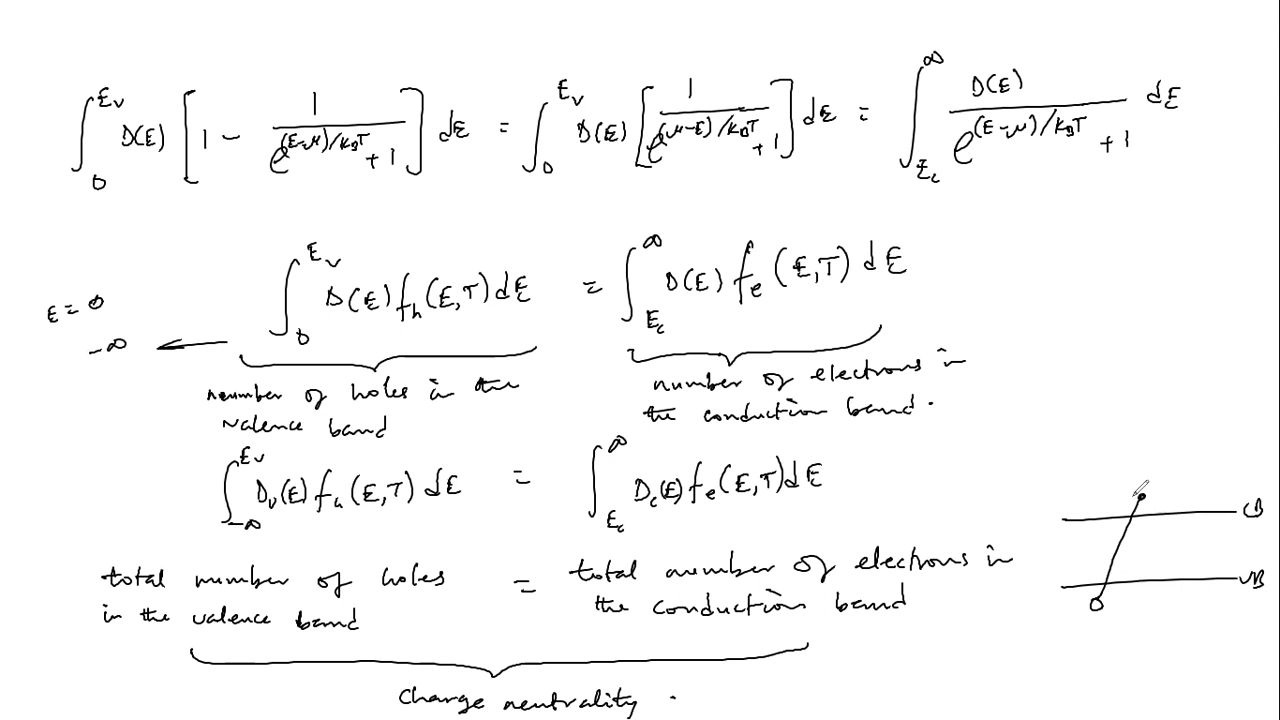 ∫₀^{E_v} D(E) [1 - 1/(e^{(E-μ)/k_BT} + 1)] dE = ∫₀^{E_v} D(E) [1/(e^{(μ-E)/k_BT} + 1)] dE = ∫_{E_c}^{∞} D(E)/(e^{(E-μ)/k_BT} + 1) dE
∫₀^{E_v} D(E) f_h(E,T) dE = ∫_{E_c}^{∞} D(E) f_e(E,T) dE
E = 0
-∞ ←
number of holes in the
valence band
number of electrons in
the conduction band.
∫_{-∞}^{E_v} D_v(E) f_h(E,T) dE = ∫_{E_c}^{∞} D_c(E) f_e(E,T) dE
CB
VB
total number of holes = total number of electrons in
in the valence band the conduction band
Charge neutrality.